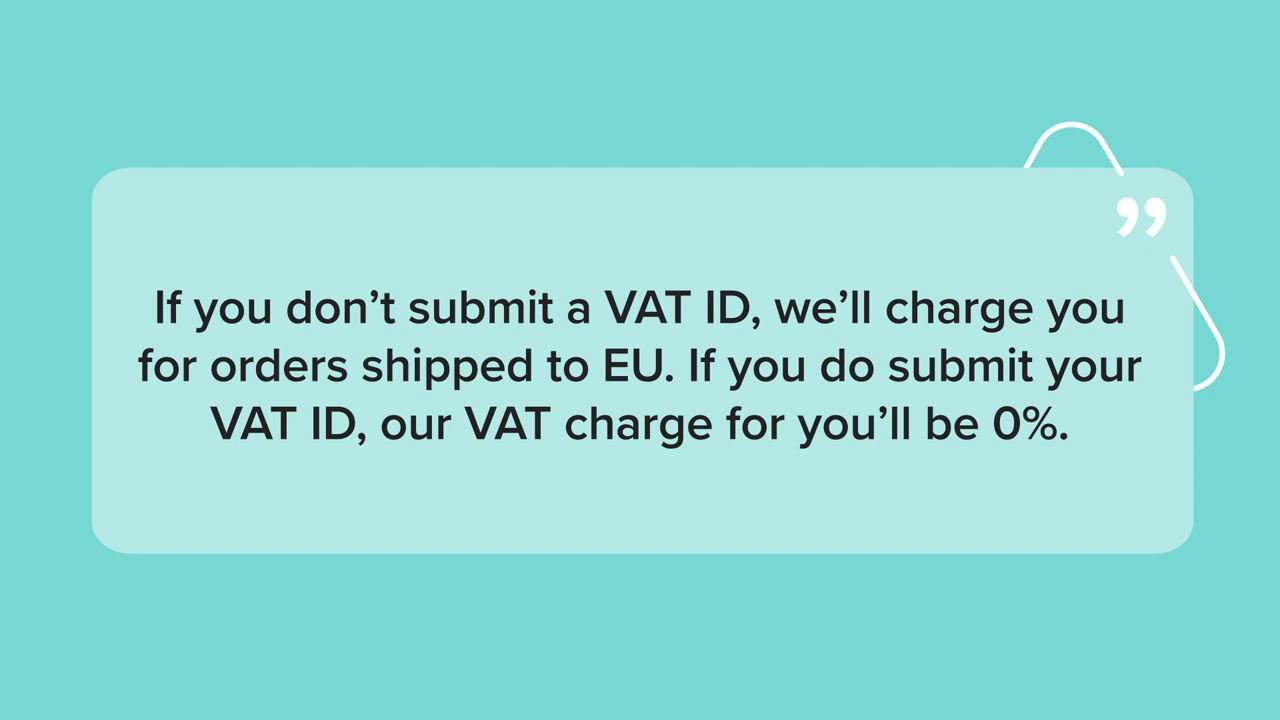 ”
If you don’t submit a VAT ID, we’ll charge you
for orders shipped to EU. If you do submit your
VAT ID, our VAT charge for you’ll be 0%.